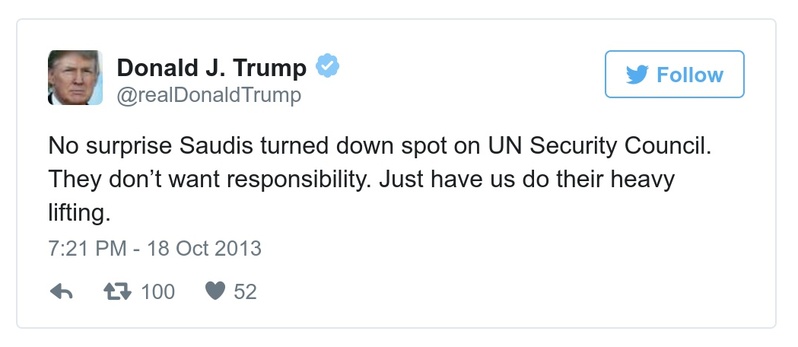 Donald J. Trump
@realDonaldTrump
Follow
No surprise Saudis turned down spot on UN Security Council.
They don’t want responsibility. Just have us do their heavy
lifting.
7:21 PM - 18 Oct 2013
100 52